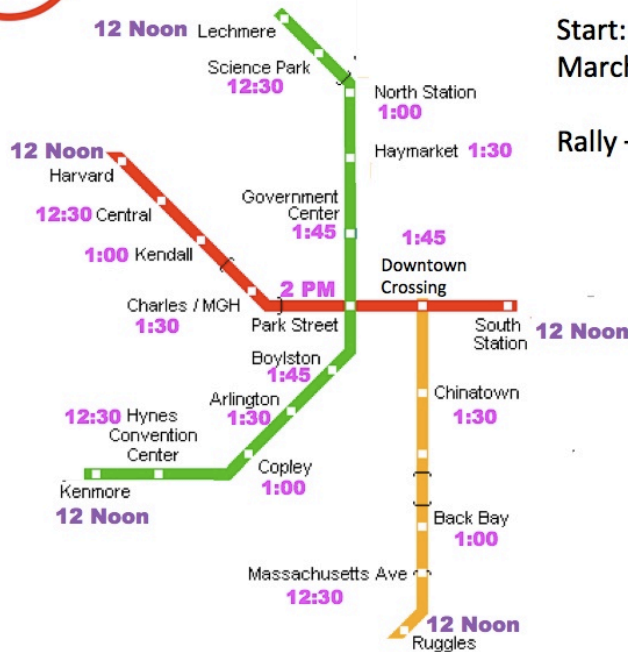 12 Noon Lechmere
Science Park
12:30
North Station
1:00
Haymarket 1:30
Government
Center
1:45
12 Noon
Harvard
12:30 Central
1:00 Kendall
Charles / MGH
1:30
2 PM
Park Street
1:45
Downtown
Crossing
South
Station
12 Noon
Boylston
1:45
Arlington
1:30
12:30 Hynes
Convention
Center
Copley
1:00
Kenmore
12 Noon
Chinatown
1:30
Back Bay
1:00
Massachusetts Ave
12:30
12 Noon
Ruggles
Start:
March
Rally -